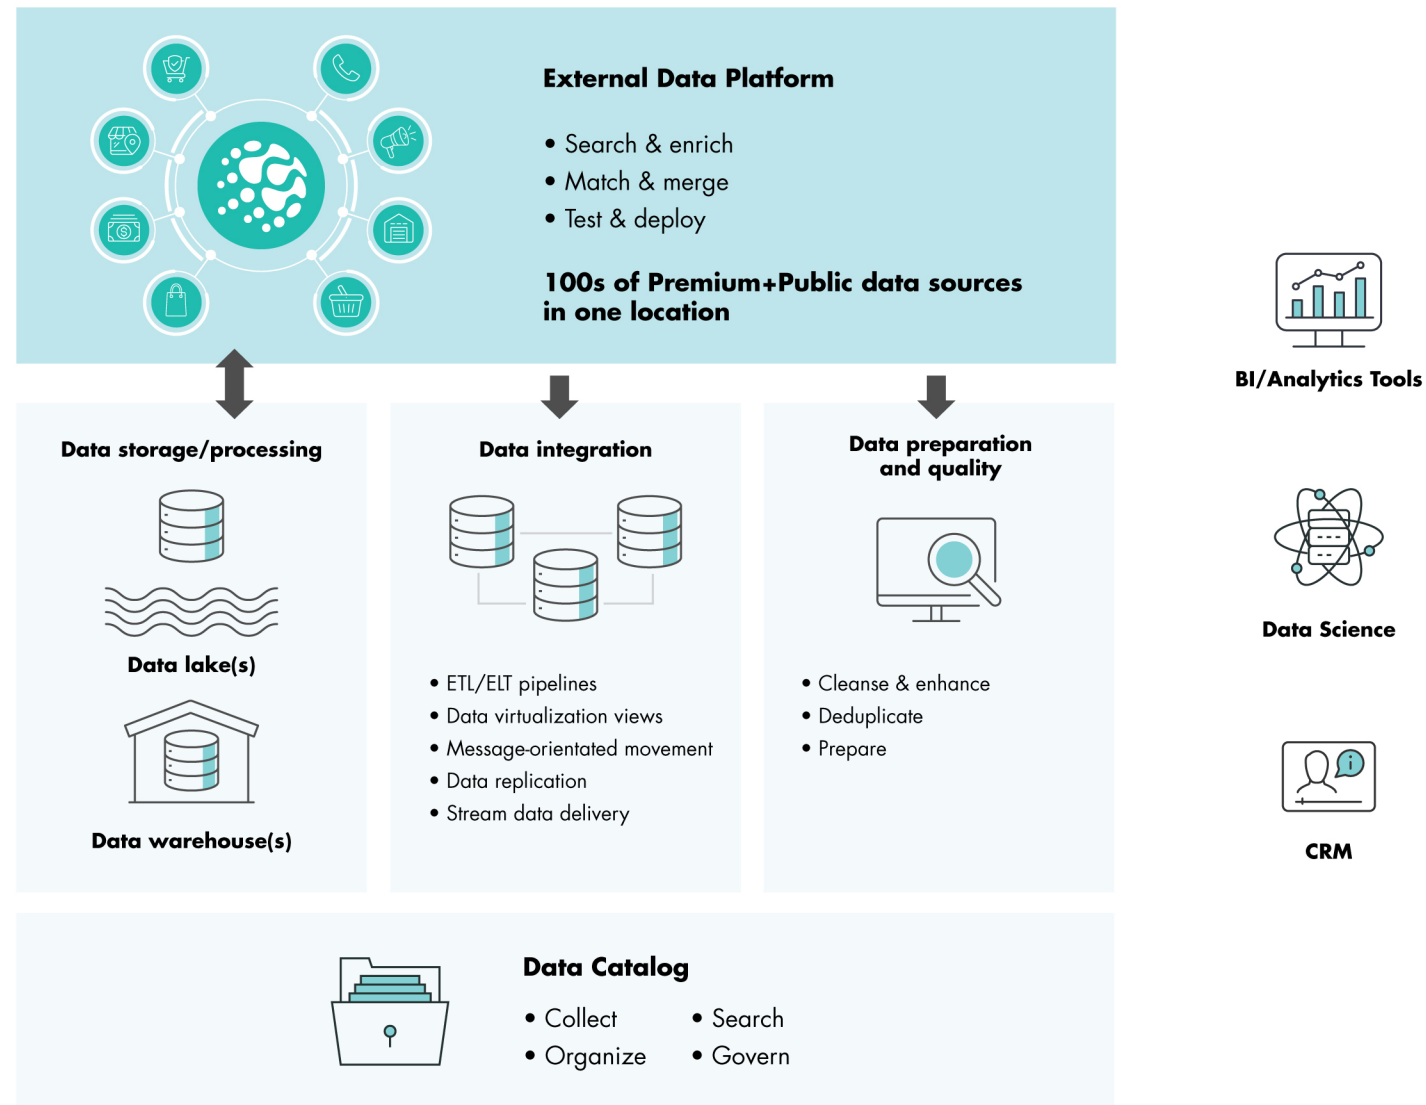 External Data Platform
• Search & enrich
• Match & merge
• Test & deploy
100s of Premium+Public data sources
in one location
Data storage/processing
Data lake(s)
Data warehouse(s)
Data integration
• ETL/ELT pipelines
• Data virtualization views
• Message-orientated movement
• Data replication
• Stream data delivery
Data preparation
and quality
• Cleanse & enhance
• Deduplicate
• Prepare
Data Catalog
• Collect
• Organize
• Search
• Govern
BI/Analytics Tools
Data Science
CRM